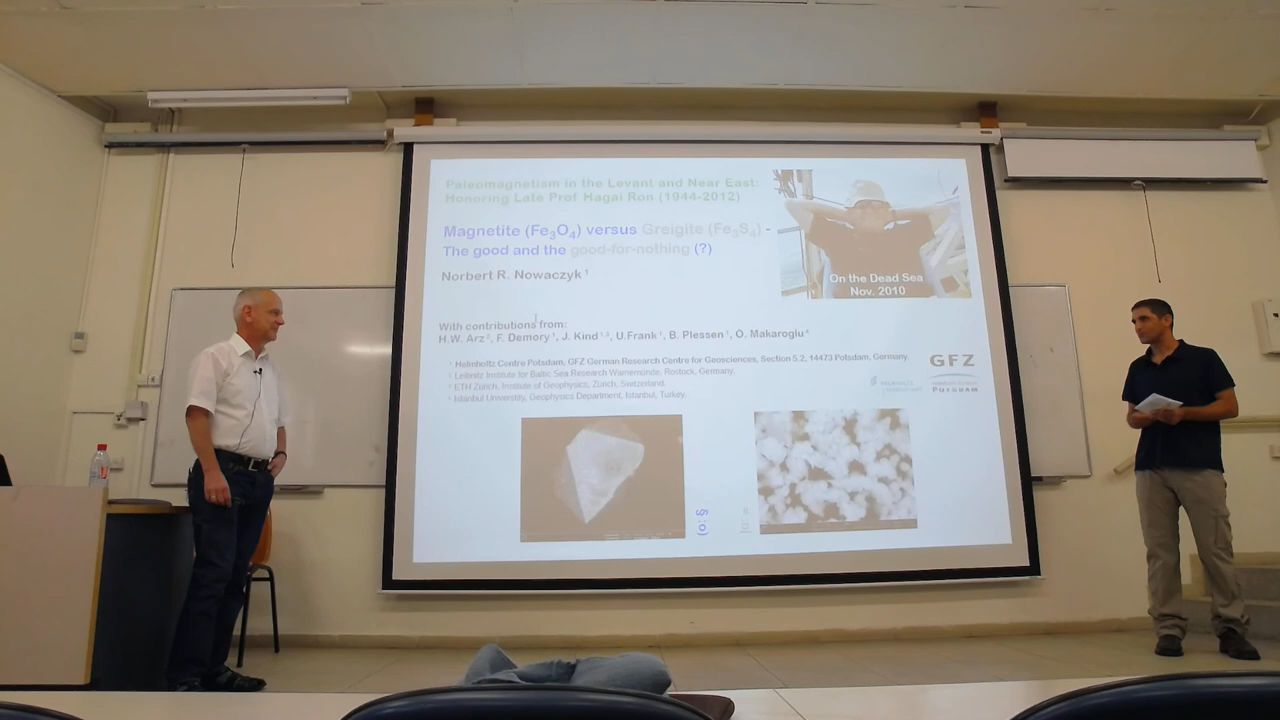 Paleomagnetism in the Levant and Near East:
Honoring Late Prof Hagai Ron (1944-2012)
Magnetite (Fe₃O₄) versus Greigite (Fe₃S₄) -
The good and the good-for-nothing (?)
Norbert R. Nowaczyk ¹
On the Dead Sea
Nov. 2010
With contributions from:
H.W. Arz ², F. Demory ¹, J. Kind ¹˒³, U.Frank ¹, B. Plessen ¹, O. Makaroglu ⁴
¹ Helmholtz Centre Potsdam, GFZ German Research Centre for Geosciences, Section 5.2, 14473 Potsdam, Germany.
² Leibnitz Institute for Baltic Sea Research Warnemünde, Rostock, Germany.
³ ETH Zürich, Institute of Geophysics, Zürich, Switzerland.
⁴ Istanbul University, Geophysics Department, Istanbul, Turkey.
GFZ
HELMHOLTZ
POTSDAM